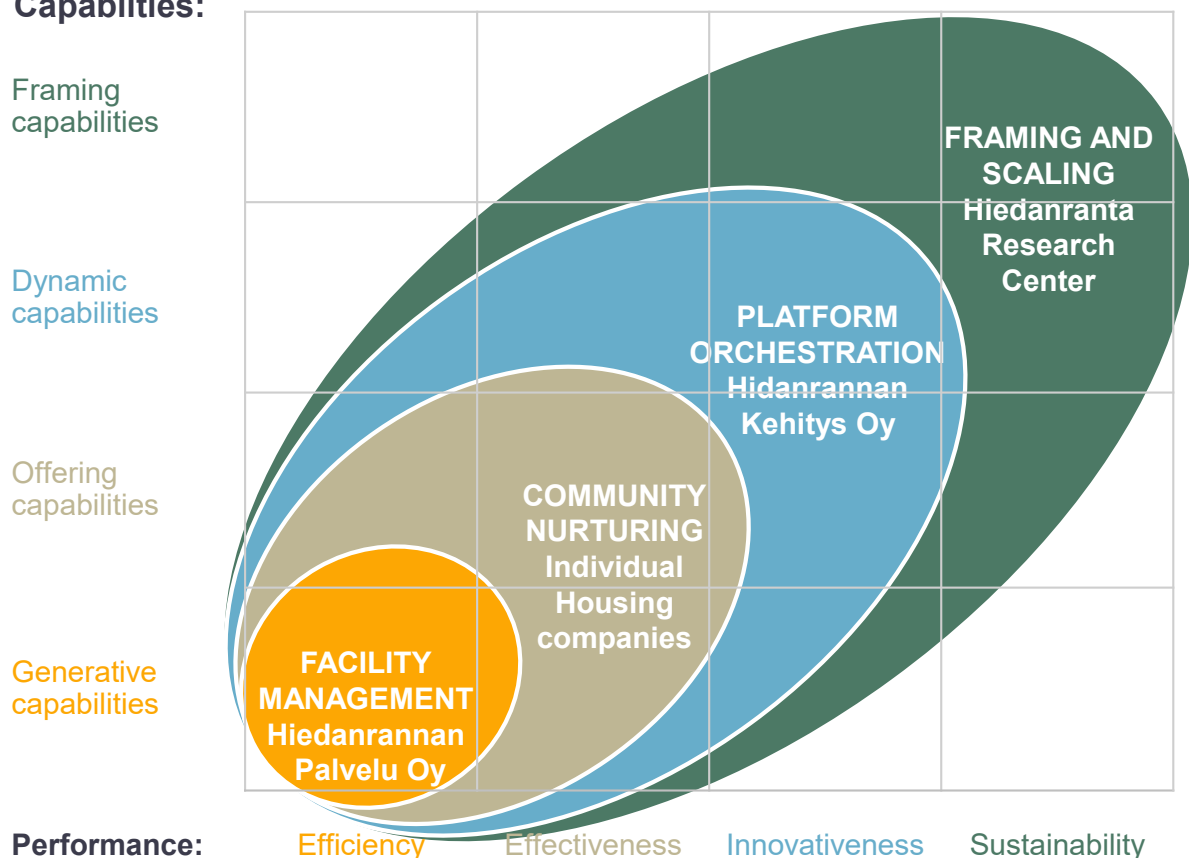 Capablities:
Framing
capabilities
FRAMING AND
SCALING
Hiedanranta
Research
Center
Dynamic
capabilities
PLATFORM
ORCHESTRATION
Hidanrannan
Kehitys Oy
Offering
capabilities
COMMUNITY
NURTURING
Individual
Housing
companies
Generative
capabilities
FACILITY
MANAGEMENT
Hiedanrannan
Palvelu Oy
Performance: Efficiency Effectiveness Innovativeness Sustainability